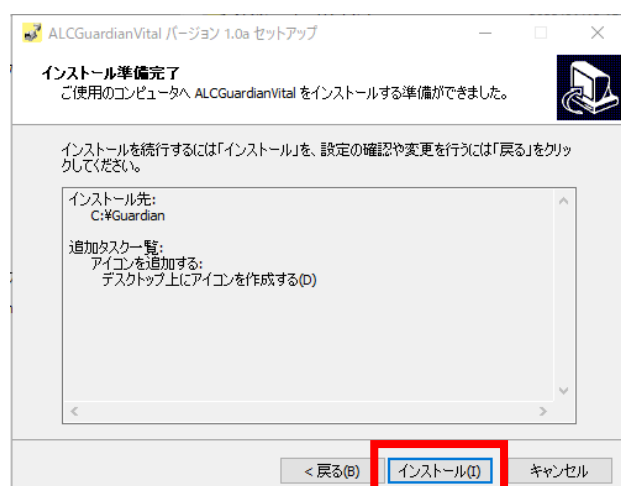 ALCGuardianVital バージョン 1.0a セットアップ
インストール準備完了
ご使用のコンピュータへ ALCGuardianVital をインストールする準備ができました。
インストールを続行するには「インストール」を、設定の確認や変更を行うには「戻る」をクリッ
クしてください。
インストール先:
C:¥Guardian
追加タスク一覧:
アイコンを追加する:
デスクトップ上にアイコンを作成する(D)
< 戻る(B) インストール(I) キャンセル